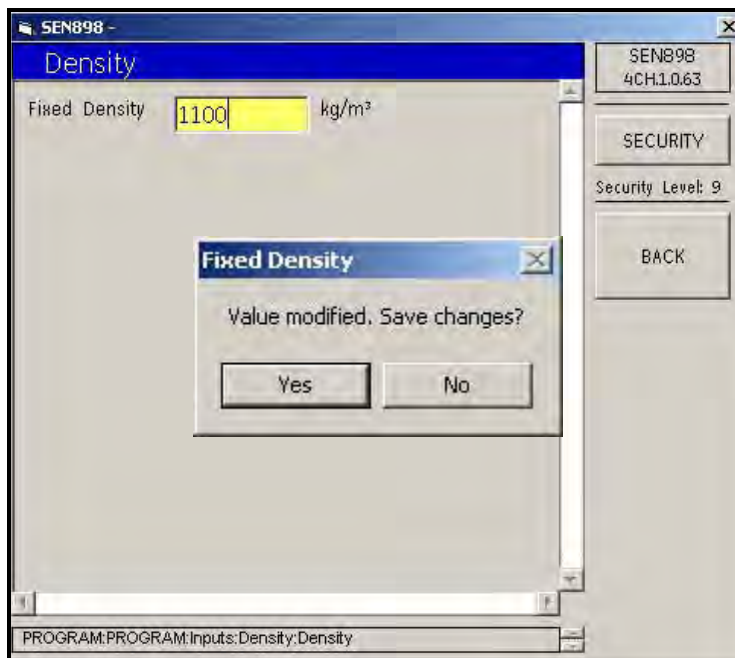 SEN898 -
Density
Fixed Density 1100 kg/m³
Fixed Density
Value modified. Save changes?
Yes No
SEN898
4CH.1.0.63
SECURITY
Security Level: 9
BACK
PROGRAM:PROGRAM:Inputs:Density:Density